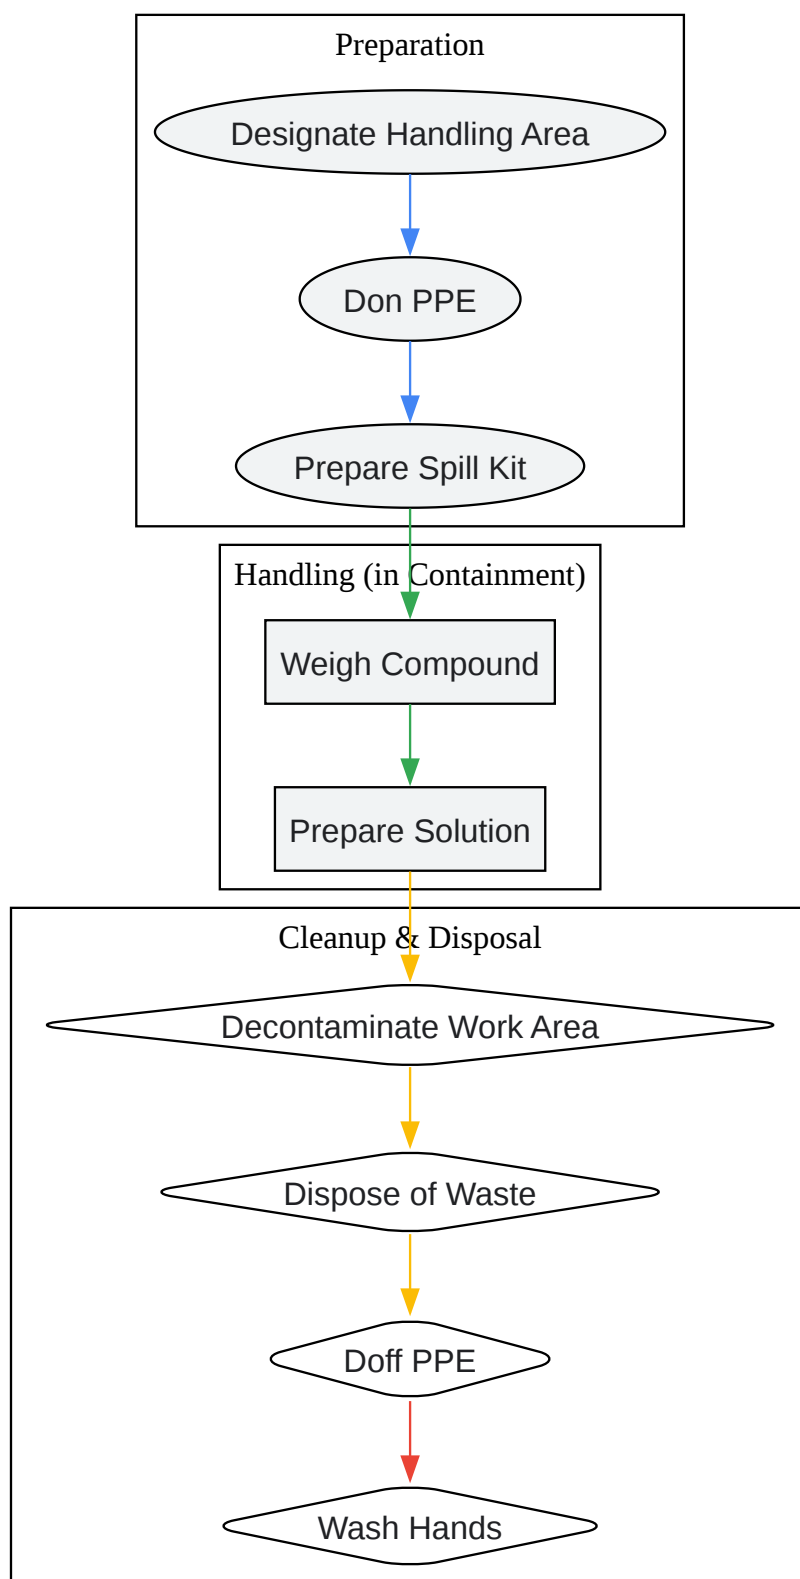 Preparation
Designate Handling Area
Don PPE
Prepare Spill Kit
Handling (in Containment)
Weigh Compound
Prepare Solution
Cleanup & Disposal
Decontaminate Work Area
Dispose of Waste
Doff PPE
Wash Hands